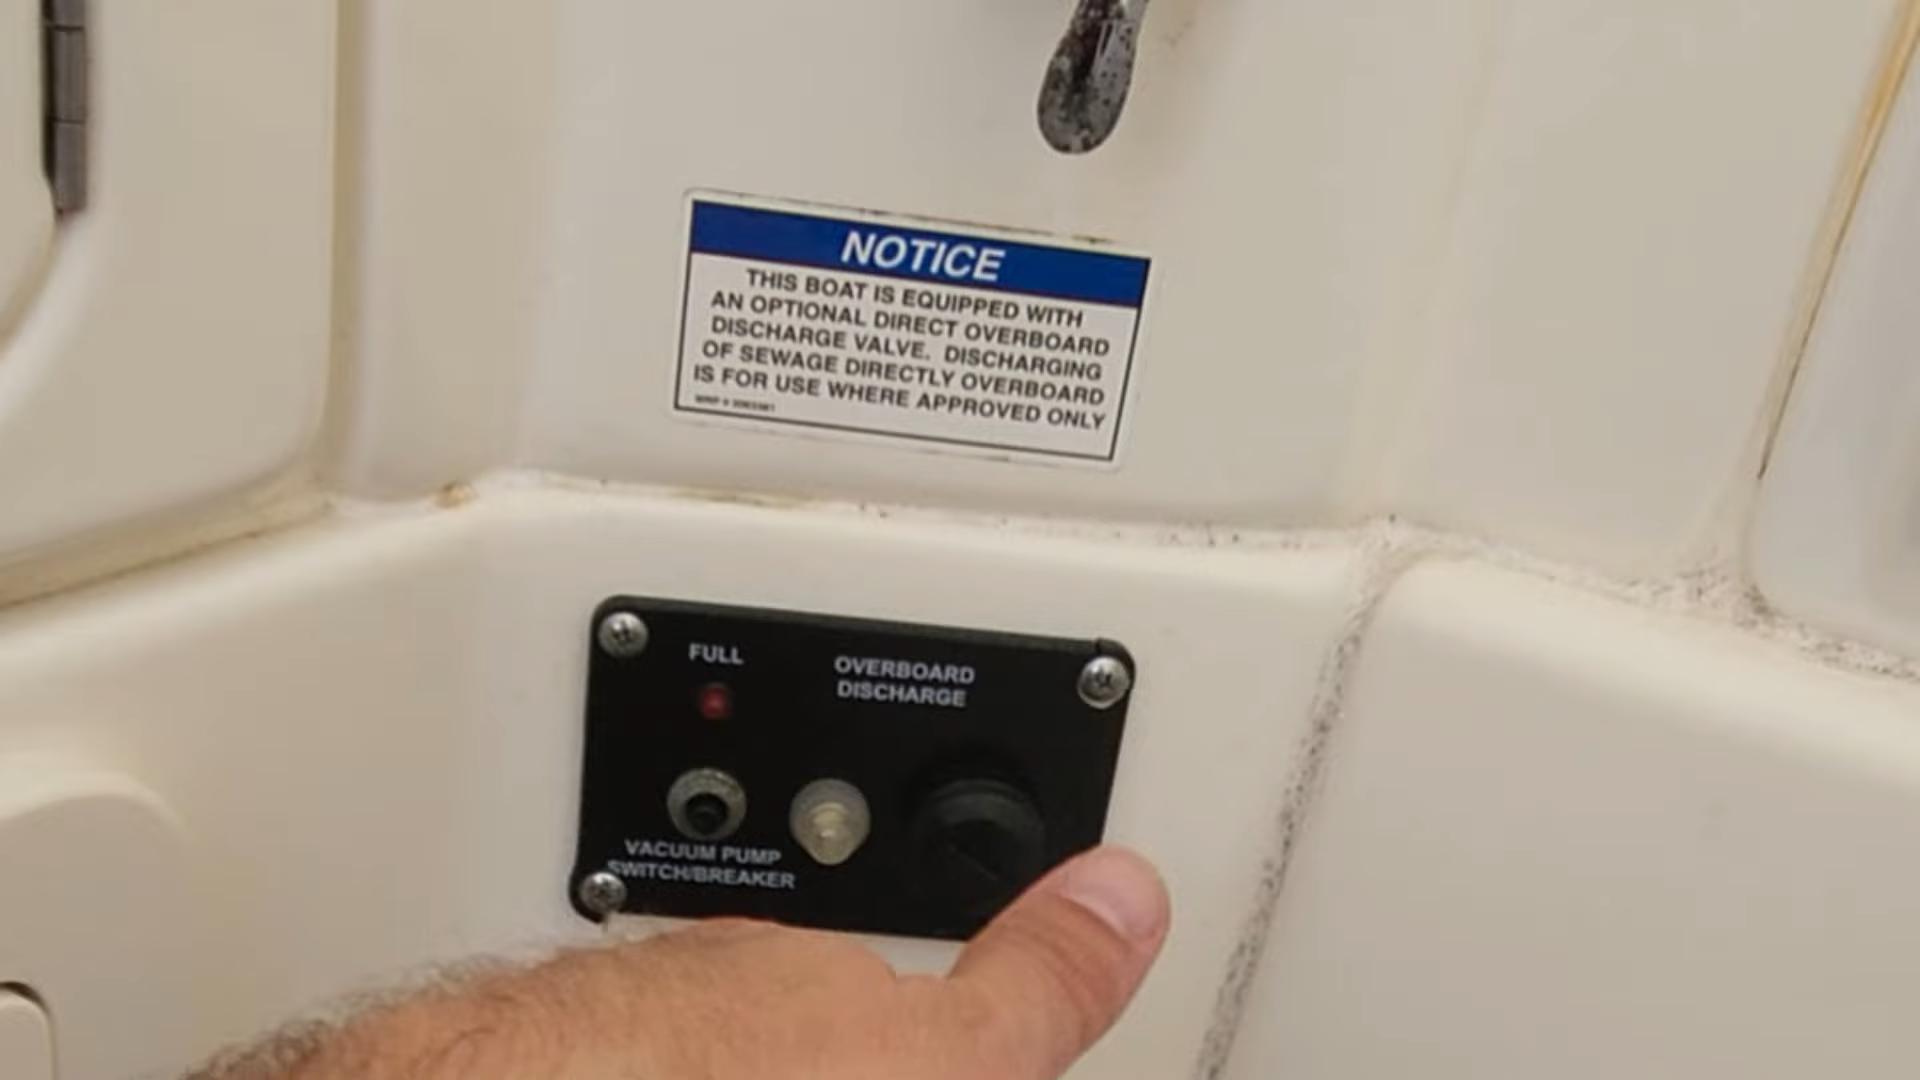 NOTICE
THIS BOAT IS EQUIPPED WITH
AN OPTIONAL DIRECT OVERBOARD
DISCHARGE VALVE. DISCHARGING
OF SEWAGE DIRECTLY OVERBOARD
IS FOR USE WHERE APPROVED ONLY
FULL
OVERBOARD
DISCHARGE
VACUUM PUMP
SWITCH/BREAKER